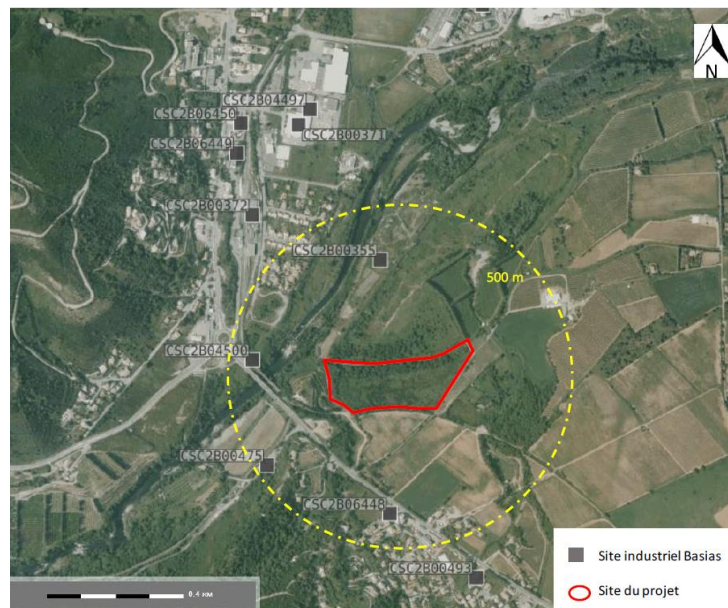 N
CSC2B04497
CSC2B06450
CSC2B00371
CSC2B06449
CSC2B00372
CSC2B00355
500 m
CSC2B04500
CSC2B00475
CSC2B06448
CSC2B00493
Site industriel Basias
Site du projet
0.4 KM